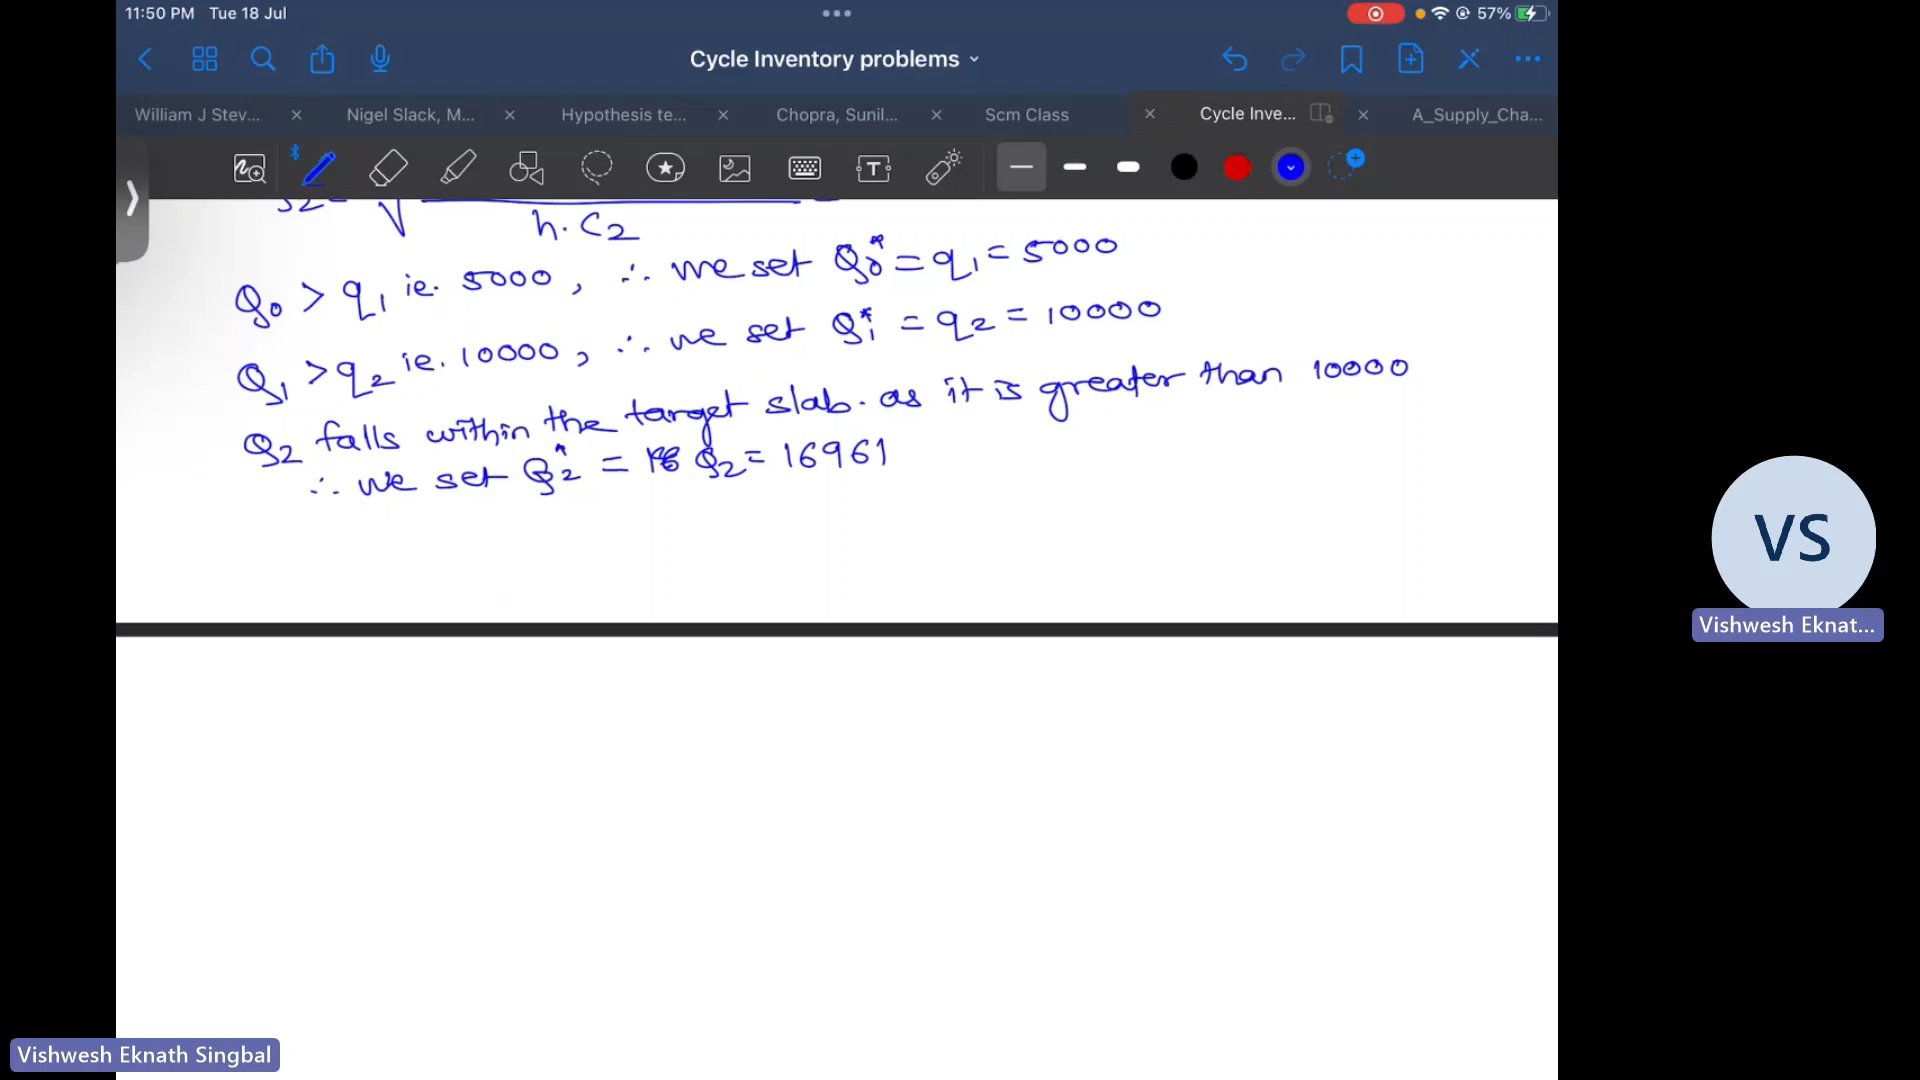 11:50 PM Tue 18 Jul
57%
Cycle Inventory problems
William J Stev...
Nigel Slack, M...
Hypothesis te...
Chopra, Sunil...
Scm Class
Cycle Inve...
A_Supply_Cha...
h. C2
Q0 > q1 ie. 5000, ∴ we set Q0* = q1 = 5000
Q1 > q2 ie. 10000, ∴ we set Q1* = q2 = 10000
Q2 falls within the target slab. as it is greater than 10000
∴ we set Q2* = Q2 = 16961
VS
Vishwesh Eknat...
Vishwesh Eknath Singbal